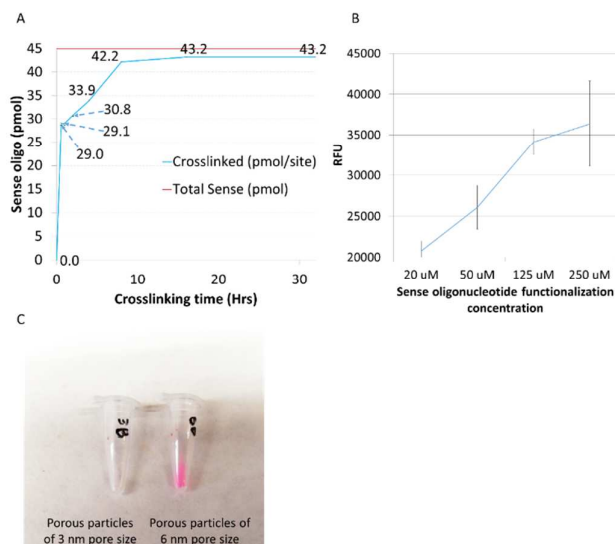 A
45
40
35
30
25
20
15
10
5
0
Sense oligo (pmol)
0.0
33.9
42.2
43.2
43.2
30.8
29.1
29.0
Crosslinked (pmol/site)
Total Sense (pmol)
0
10
20
30
Crosslinking time (Hrs)
B
45000
40000
35000
30000
25000
20000
RFU
20 uM
50 uM
125 uM
250 uM
Sense oligonucleotide functionalization
concentration
C
Porous particles
of 3 nm pore size
Porous particles of
6 nm pore size